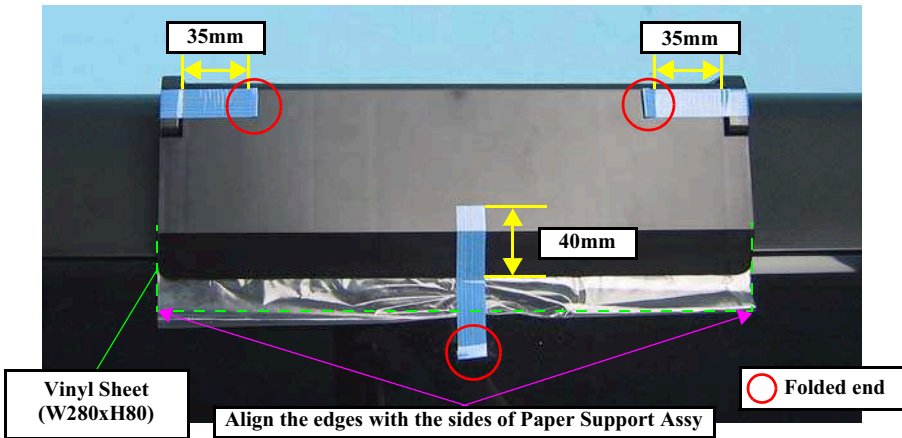 35mm
35mm
40mm
Vinyl Sheet
(W280xH80)
Align the edges with the sides of Paper Support Assy
Folded end